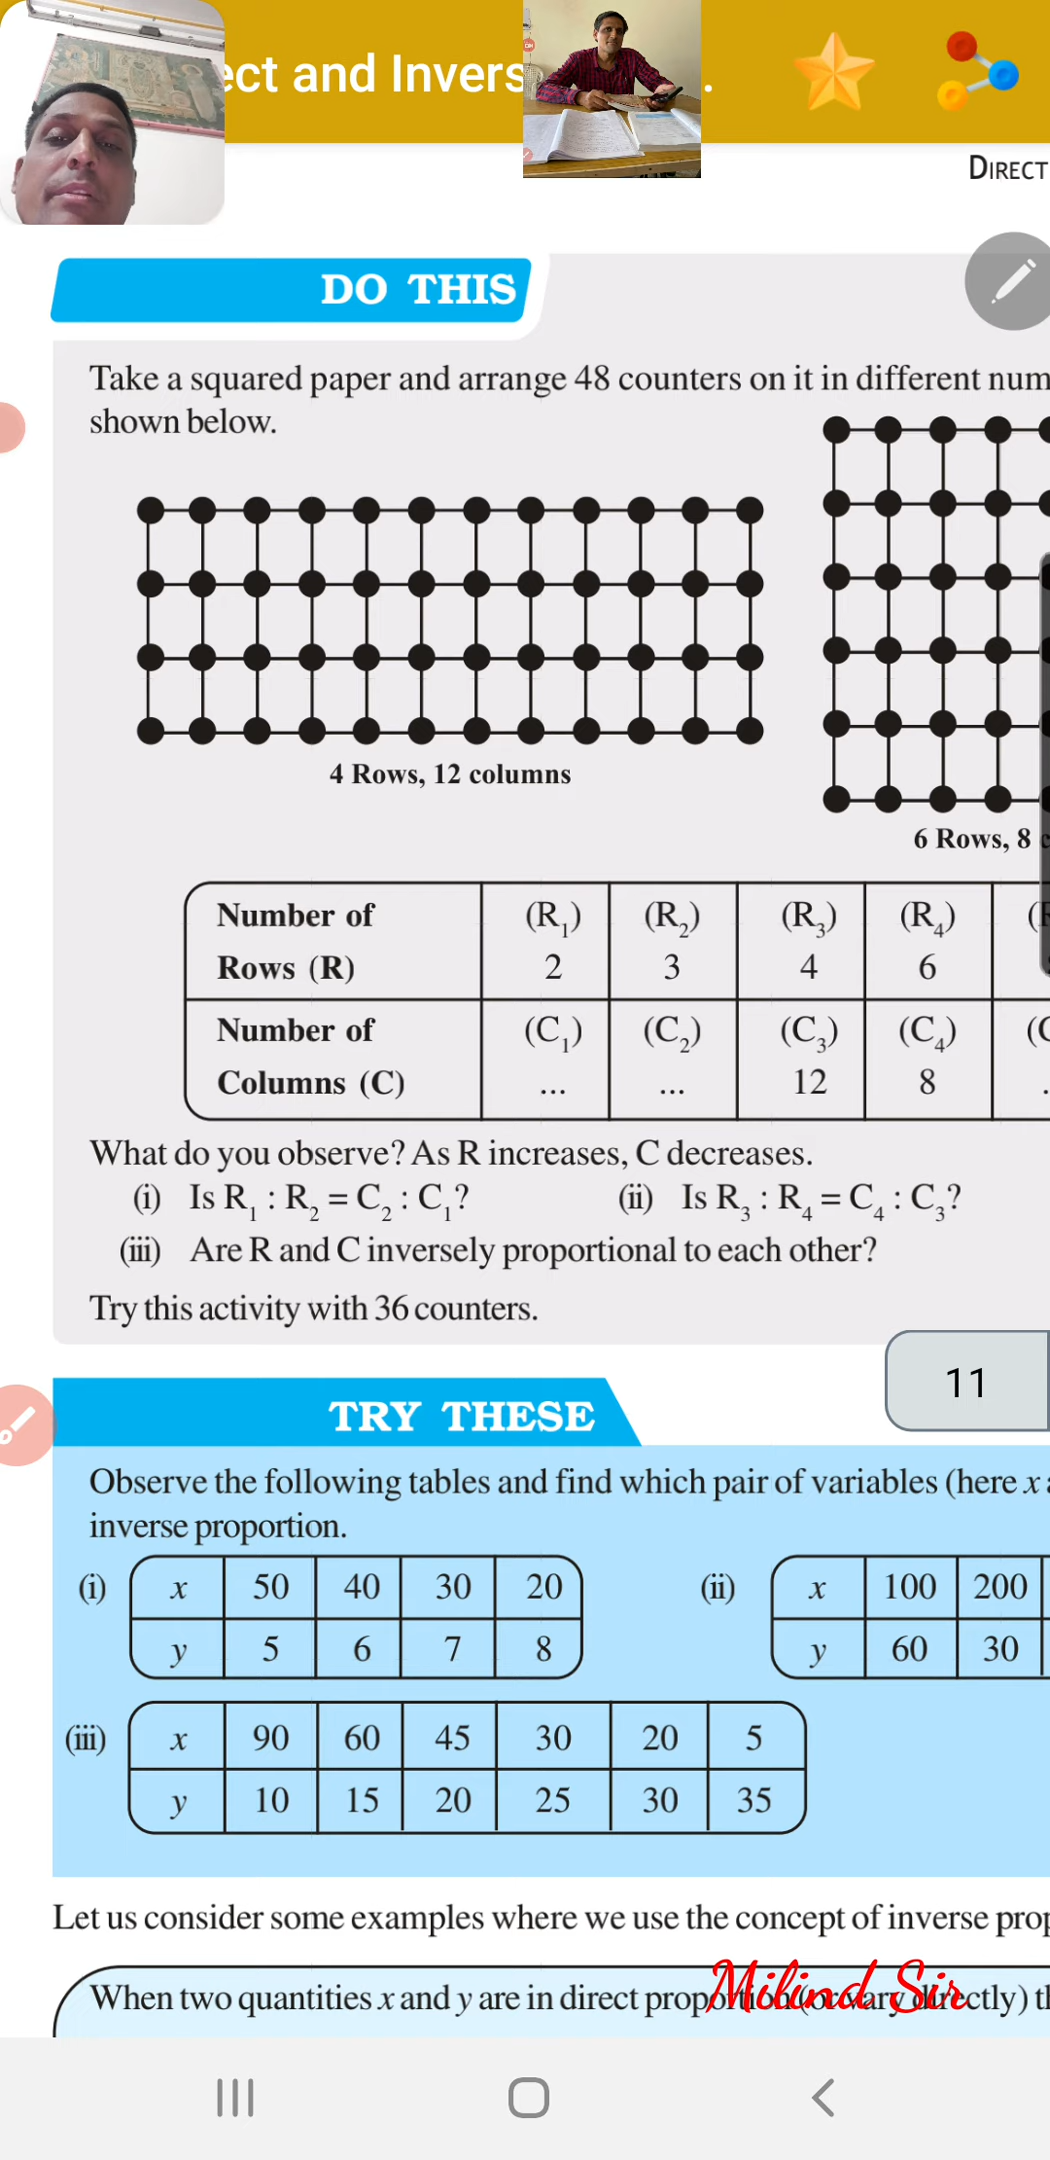 ect and Invers
.
DIRECT
DO THIS
Take a squared paper and arrange 48 counters on it in different num
shown below.
4 Rows, 12 columns
6 Rows, 8
Number of Rows (R) (R₁) 2 (R₂) 3 (R₃) 4 (R₄) 6
Number of Columns (C) (C₁) ... (C₂) ... (C₃) 12 (C₄) 8
What do you observe? As R increases, C decreases.
(i) Is R₁ : R₂ = C₂ : C₁? (ii) Is R₃ : R₄ = C₄ : C₃?
(iii) Are R and C inversely proportional to each other?
Try this activity with 36 counters.
11
TRY THESE
Observe the following tables and find which pair of variables (here x
inverse proportion.
(i) x 50 40 30 20
y 5 6 7 8
(ii) x 100 200
y 60 30
(iii) x 90 60 45 30 20 5
y 10 15 20 25 30 35
Let us consider some examples where we use the concept of inverse prop
When two quantities x and y are in direct proportion (or vary directly) th
Milind Sir